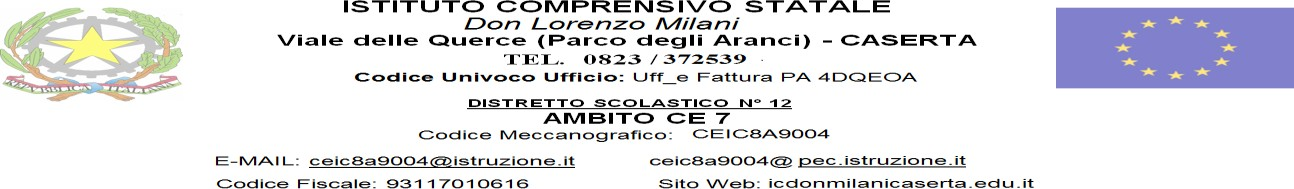 ISTITUTO COMPRENSIVO STATALE
Don Lorenzo Milani
Viale delle Querce (Parco degli Aranci) - CASERTA
TEL. 0823 / 372539
Codice Univoco Ufficio: Uff_e Fattura PA 4DQEOA
DISTRETTO SCOLASTICO N° 12
AMBITO CE 7
Codice Meccanografico: CEIC8A9004
E-MAIL: ceic8a9004@istruzione.it ceic8a9004@ pec.istruzione.it
Codice Fiscale: 93117010616 Sito Web: icdonmilanicaserta.edu.it
REPVBBLICA ITALIANA